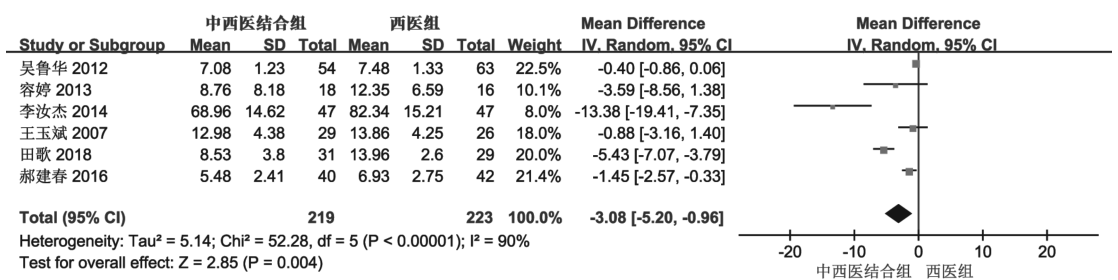 中西医结合组 西医组 Mean Difference Mean Difference
Study or Subgroup Mean SD Total Mean SD Total Weight IV, Random, 95% CI IV, Random, 95% CI
吴鲁华 2012 7.08 1.23 54 7.48 1.33 63 22.5% -0.40 [-0.86, 0.06]
容婷 2013 8.76 8.18 18 12.35 6.59 16 10.1% -3.59 [-8.56, 1.38]
李汝杰 2014 68.96 14.62 47 82.34 15.21 47 8.0% -13.38 [-19.41, -7.35]
王玉斌 2007 12.98 4.38 29 13.86 4.25 26 18.0% -0.88 [-3.16, 1.40]
田歌 2018 8.53 3.8 31 13.96 2.6 29 20.0% -5.43 [-7.07, -3.79]
郝建春 2016 5.48 2.41 40 6.93 2.75 42 21.4% -1.45 [-2.57, -0.33]
Total (95% CI) 219 223 100.0% -3.08 [-5.20, -0.96]
Heterogeneity: Tau² = 5.14; Chi² = 52.28, df = 5 (P < 0.00001); I² = 90%
Test for overall effect: Z = 2.85 (P = 0.004)
-20 -10 0 10 20
中西医结合组 西医组